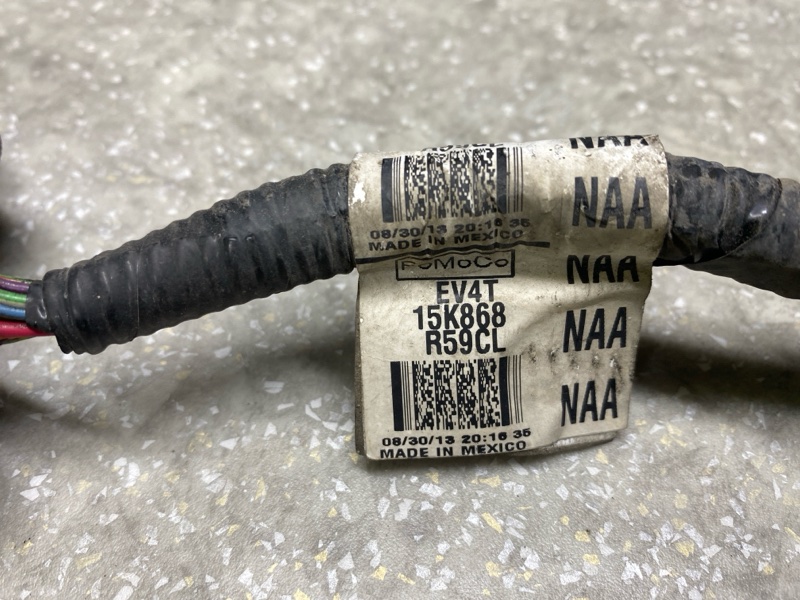 NAA
NAA
08/30/13 20:16 35
MADE IN MEXICO
FoMoCo
NAA
EV4T
15K868
R59CL
NAA
NAA
08/30/13 20:16 35
MADE IN MEXICO